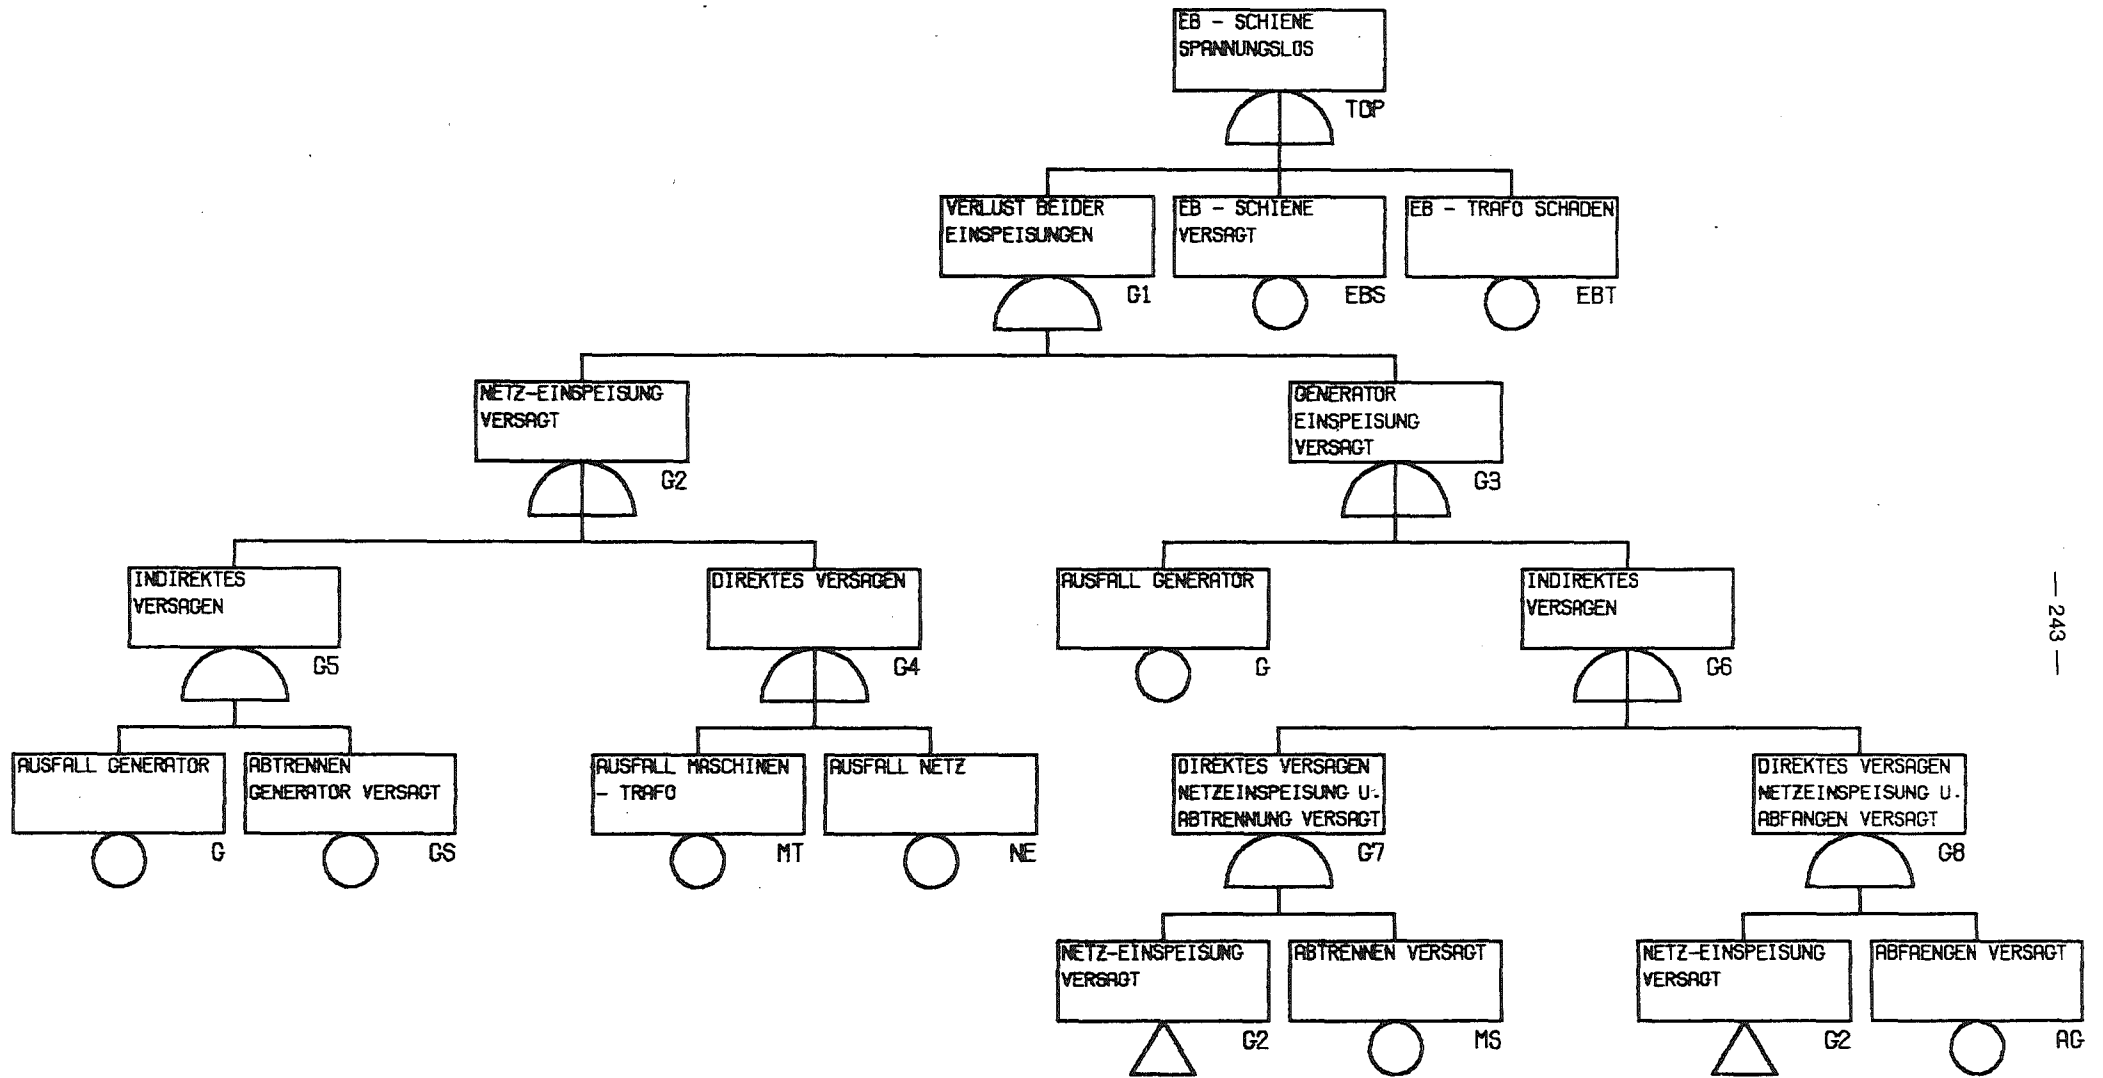 EB - SCHIENE
SPANNUNGSLOS
TOP
VERLUST BEIDER
EINSPEISUNGEN
G1
EB - SCHIENE
VERSAGT
EBS
EB - TRAFO SCHADEN
EBT
NETZ-EINSPEISUNG
VERSAGT
G2
GENERATOR
EINSPEISUNG
VERSAGT
G3
INDIREKTES
VERSAGEN
G5
DIREKTES VERSAGEN
G4
AUSFALL GENERATOR
G
INDIREKTES
VERSAGEN
G6
— 243 —
AUSFALL GENERATOR
G
ABTRENNEN
GENERATOR VERSAGT
GS
AUSFALL MASCHINEN
- TRAFO
MT
AUSFALL NETZ
NE
DIREKTES VERSAGEN
NETZEINSPEISUNG U.
ABTRENNUNG VERSAGT
G7
DIREKTES VERSAGEN
NETZEINSPEISUNG U.
ABFANGEN VERSAGT
G8
NETZ-EINSPEISUNG
VERSAGT
G2
ABTRENNEN VERSAGT
MS
NETZ-EINSPEISUNG
VERSAGT
G2
ABFAENGEN VERSAGT
AG